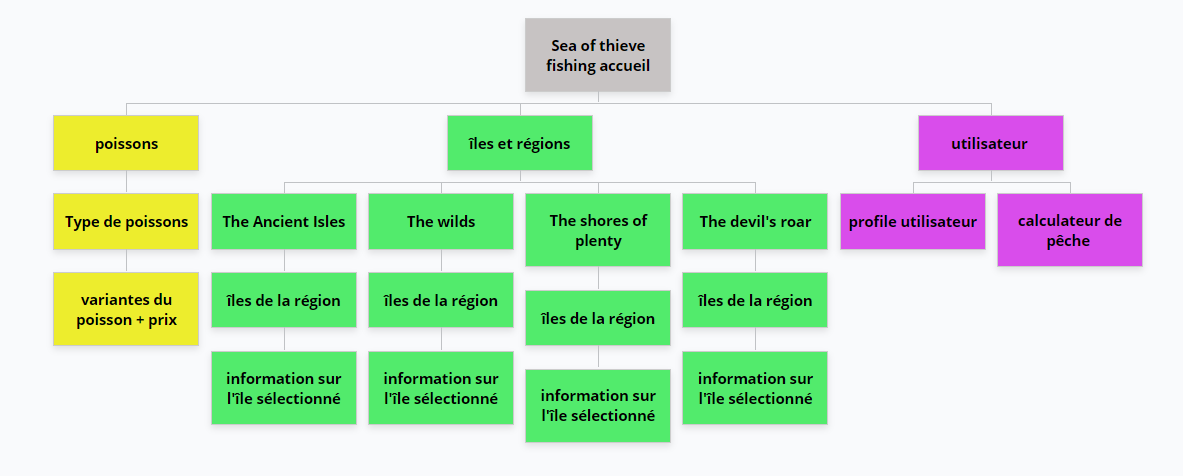 Sea of thieve
fishing accueil
poissons
îles et régions
utilisateur
Type de poissons
The Ancient Isles
The wilds
The shores of
plenty
The devil's roar
profile utilisateur
calculateur de
pêche
variantes du
poisson + prix
îles de la région
îles de la région
îles de la région
îles de la région
information sur
l'île sélectionné
information sur
l'île sélectionné
information sur
l'île sélectionné
information sur
l'île sélectionné